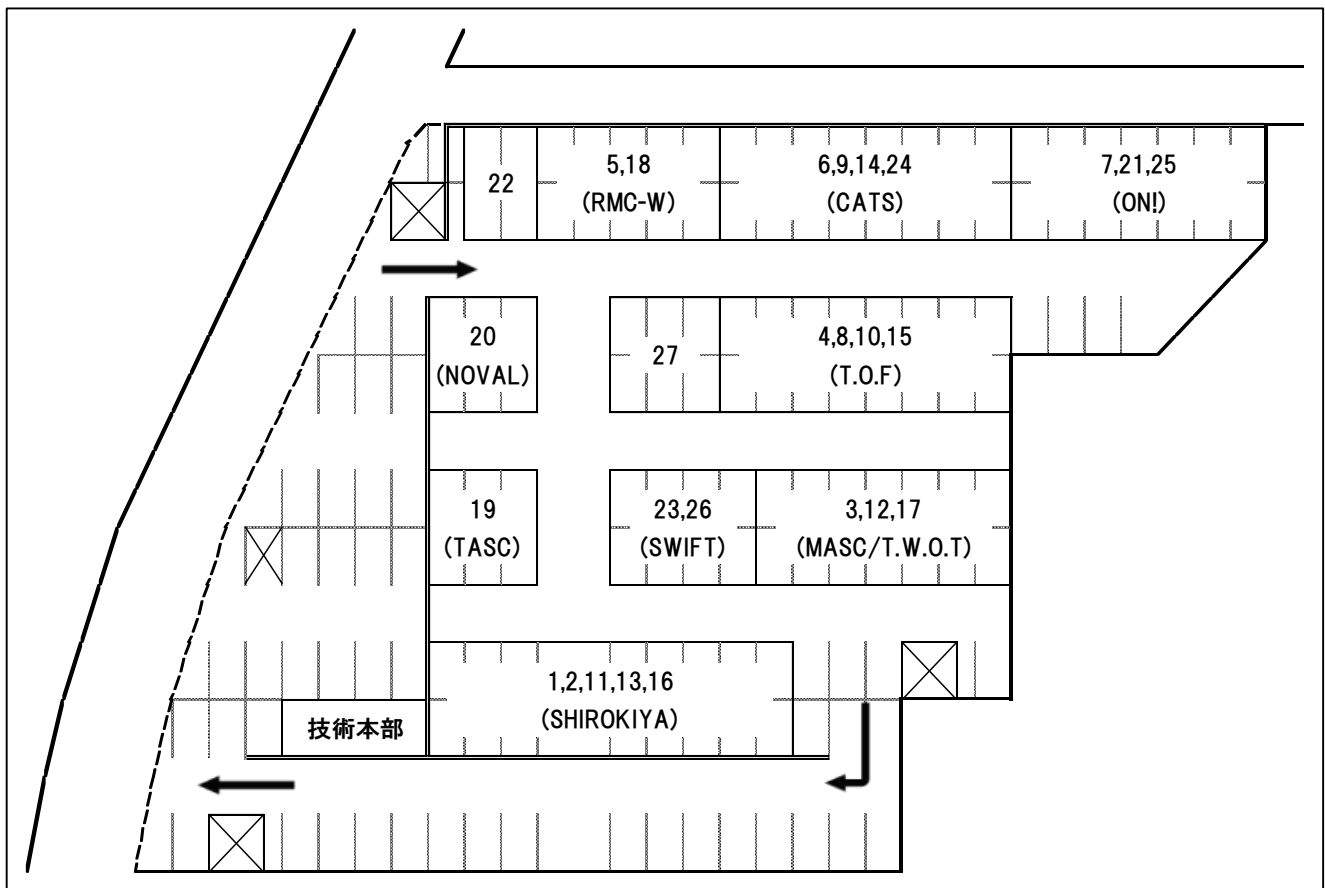 22
5,18
(RMC-W)
6,9,14,24
(CATS)
7,21,25
(ON!)
20
(NOVAL)
27
4,8,10,15
(T.O.F)
19
(TASC)
23,26
(SWIFT)
3,12,17
(MASC/T.W.O.T)
1,2,11,13,16
(SHIROKIYA)
技術本部